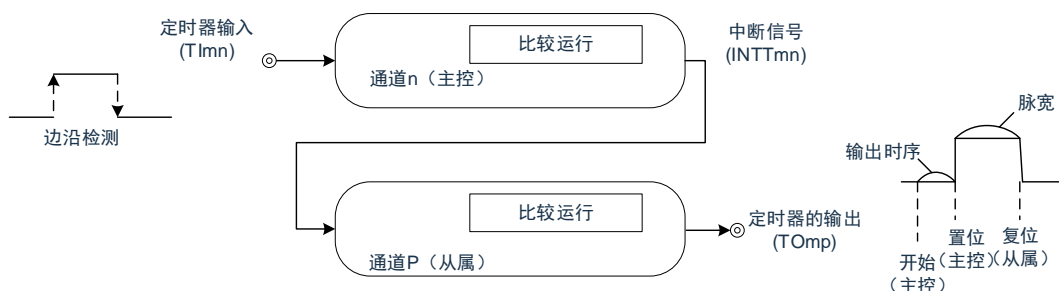 定时器输入
(TImn)
比较运行
通道n（主控）
中断信号
(INTTmn)
边沿检测
脉宽
输出时序
比较运行
通道P（从属）
定时器的输出
(TOmp)
开始
（主控）
置位
（主控）
复位
（从属）